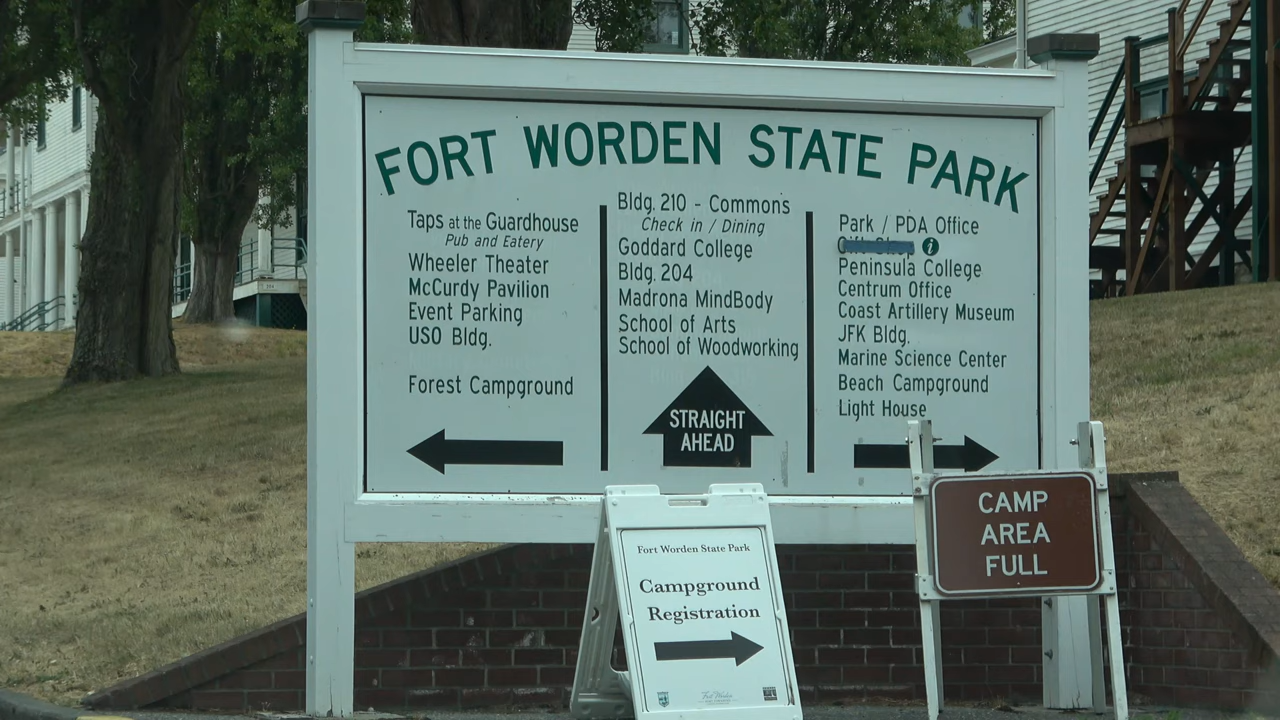 FORT WORDEN STATE PARK
Taps at the Guardhouse
Pub and Eatery
Wheeler Theater
McCurdy Pavilion
Event Parking
USO Bldg.
Forest Campground
Bldg. 210 - Commons
Check in / Dining
Goddard College
Bldg. 204
Madrona MindBody
School of Arts
School of Woodworking
STRAIGHT
AHEAD
Park / PDA Office
i
Peninsula College
Centrum Office
Coast Artillery Museum
JFK Bldg.
Marine Science Center
Beach Campground
Light House
Fort Worden State Park
Campground
Registration
CAMP
AREA
FULL